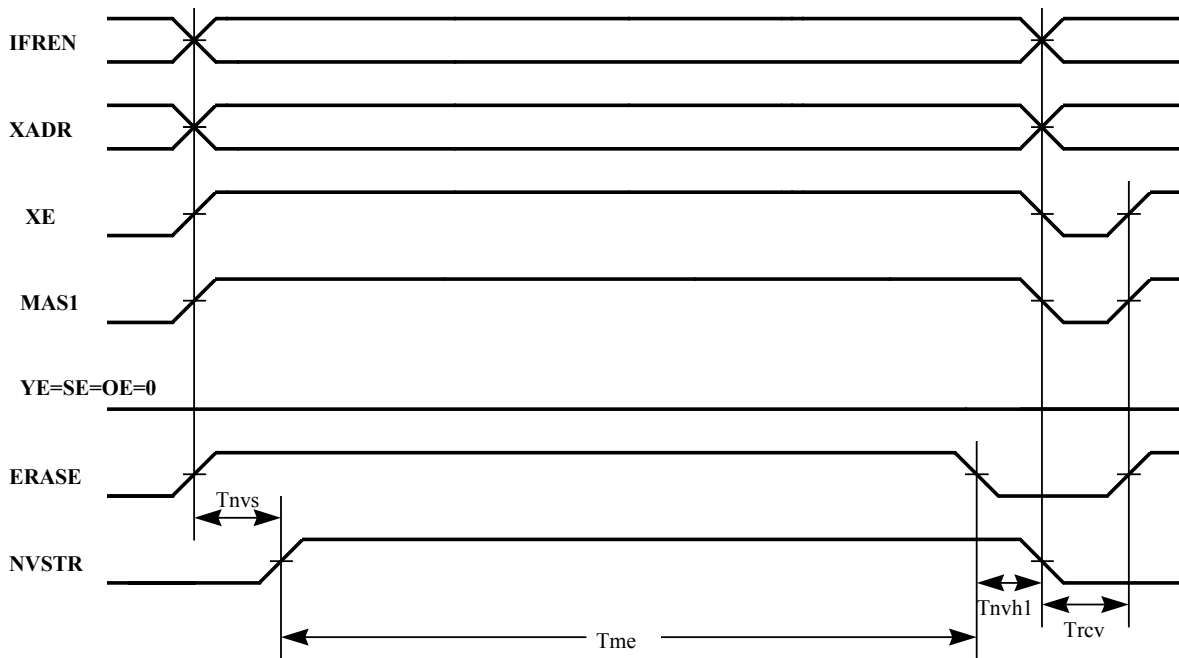 IFREN
XADR
XE
MAS1
YE=SE=OE=0
ERASE
Tnvs
NVSTR
Tnvh1
Trcv
Tme